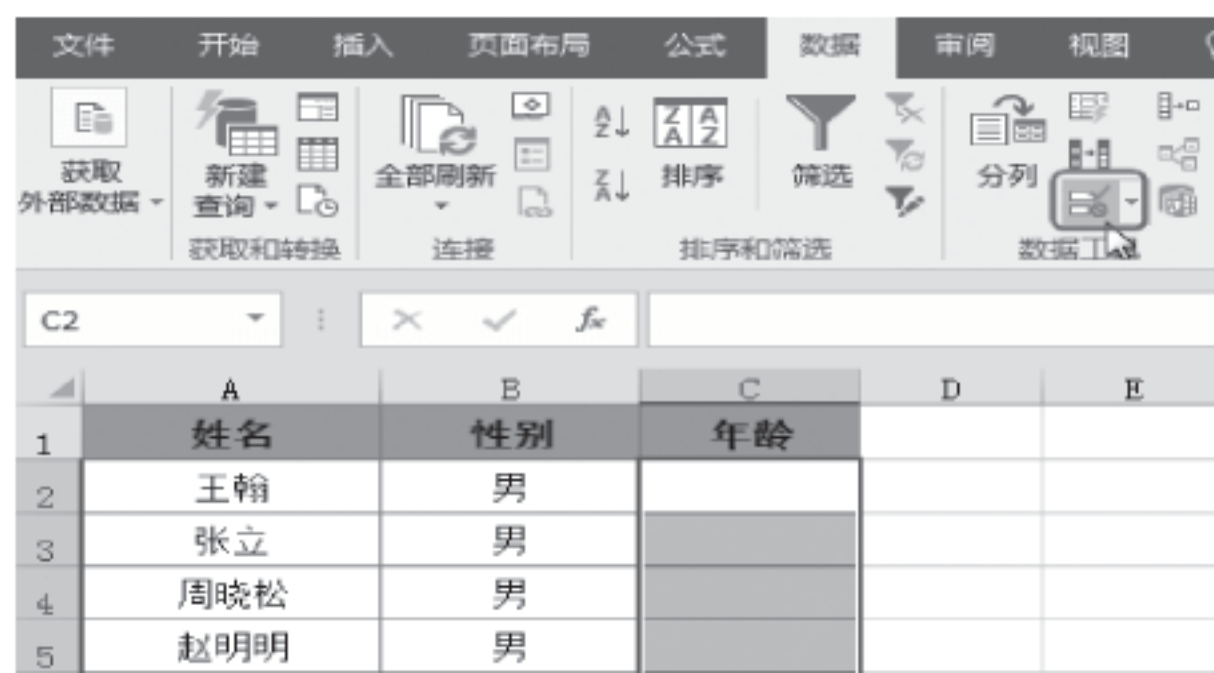 文件 开始 插入 页面布局 公式 数据 审阅 视图
获取 外部数据
新建 查询
全部刷新
排序
筛选
分列
获取和转换 连接 排序和筛选 数据工
C2 fx
A B C D E
1 姓名 性别 年龄
2 王翰 男
3 张立 男
4 周晓松 男
5 赵明明 男